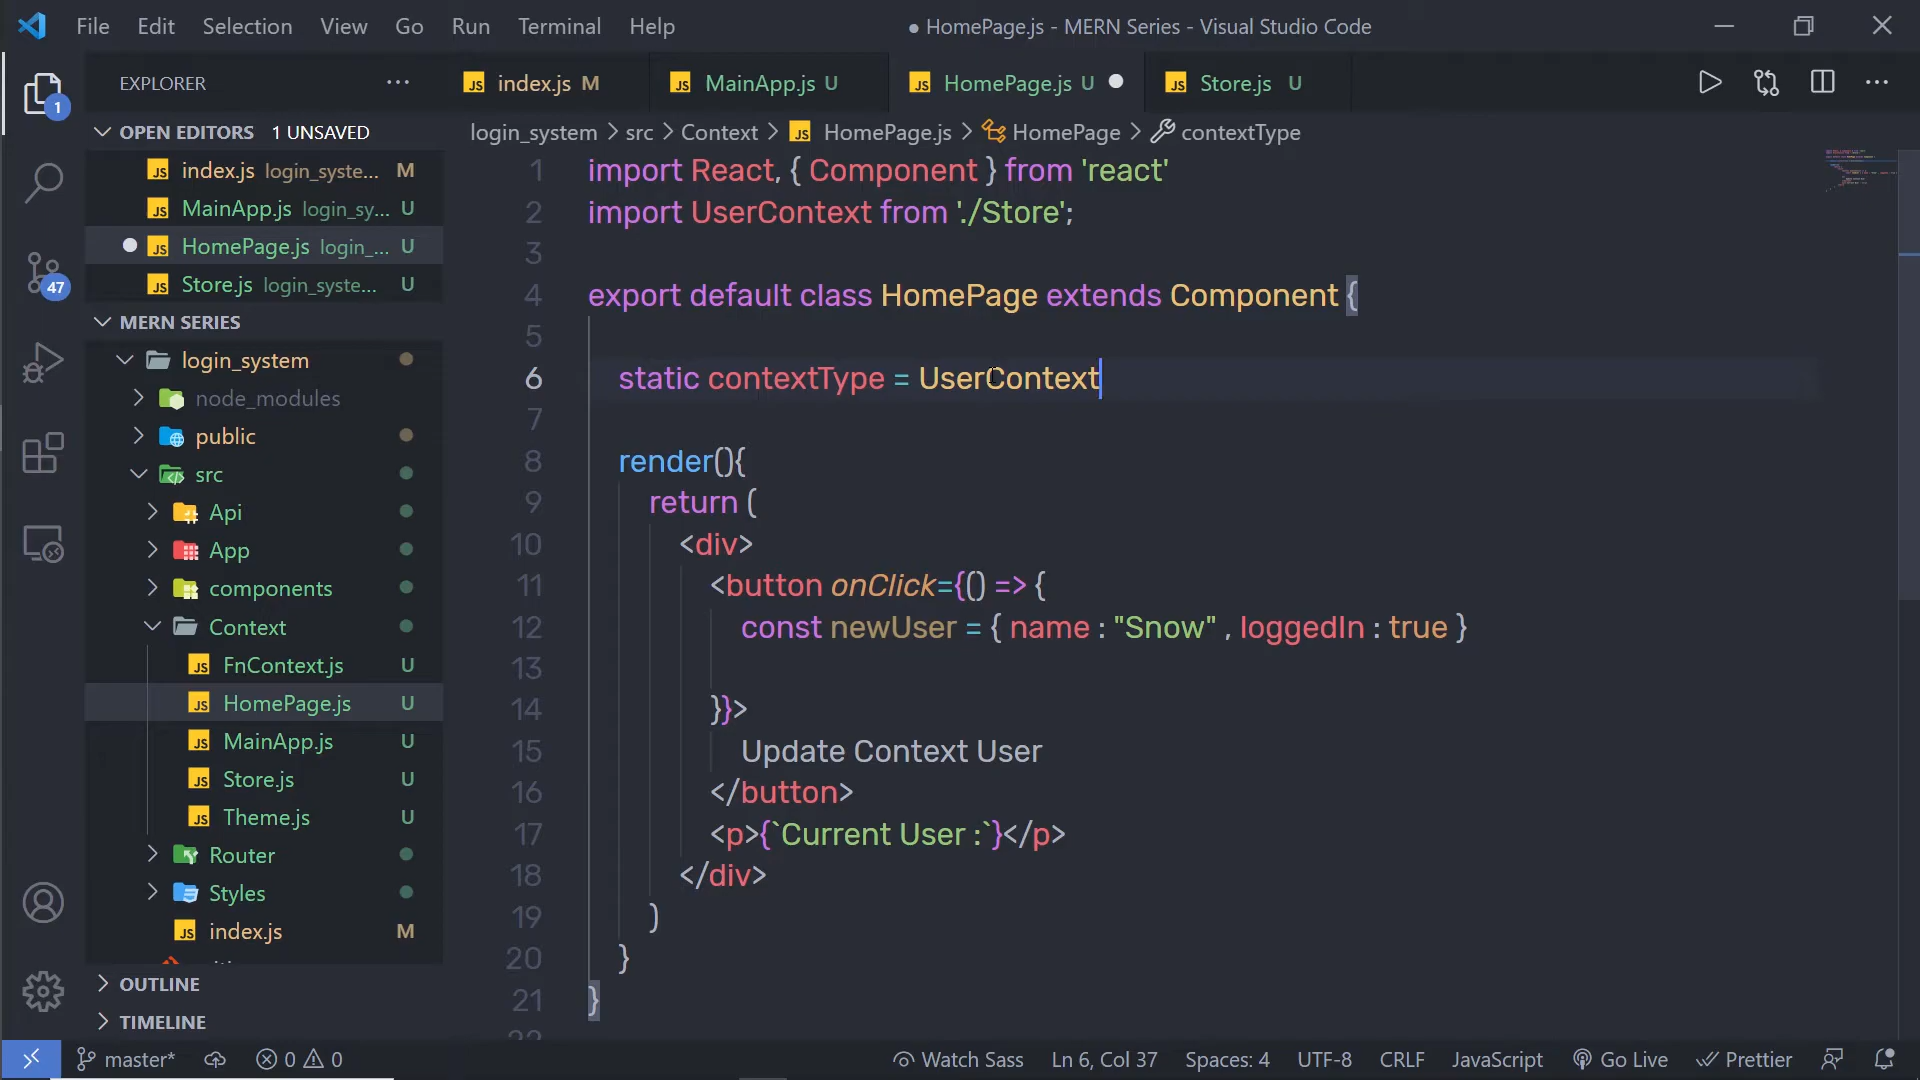 File Edit Selection View Go Run Terminal Help
● HomePage.js - MERN Series - Visual Studio Code
EXPLORER
index.js M
MainApp.js U
HomePage.js U
Store.js U
login_system > src > Context > HomePage.js > HomePage > contextType
1
47
OPEN EDITORS 1 UNSAVED
index.js login_syste... M
MainApp.js login_sy... U
HomePage.js login_... U
Store.js login_syste... U
MERN SERIES
login_system
node_modules
public
src
Api
App
components
Context
FnContext.js U
HomePage.js U
MainApp.js U
Store.js U
Theme.js U
Router
Styles
index.js M
OUTLINE
TIMELINE
1 import React, { Component } from 'react'
2 import UserContext from './Store';
3
4 export default class HomePage extends Component {
5
6 static contextType = UserContext
7
8 render(){
9 return (
10 <div>
11 <button onClick={() => {
12 const newUser = { name : "Snow" , loggedIn : true }
13
14 }}>
15 Update Context User
16 </button>
17 <p>{`Current User :`}</p>
18 </div>
19 )
20 }
21 }
master* 0 0 Watch Sass Ln 6, Col 37 Spaces: 4 UTF-8 CRLF JavaScript Go Live Prettier